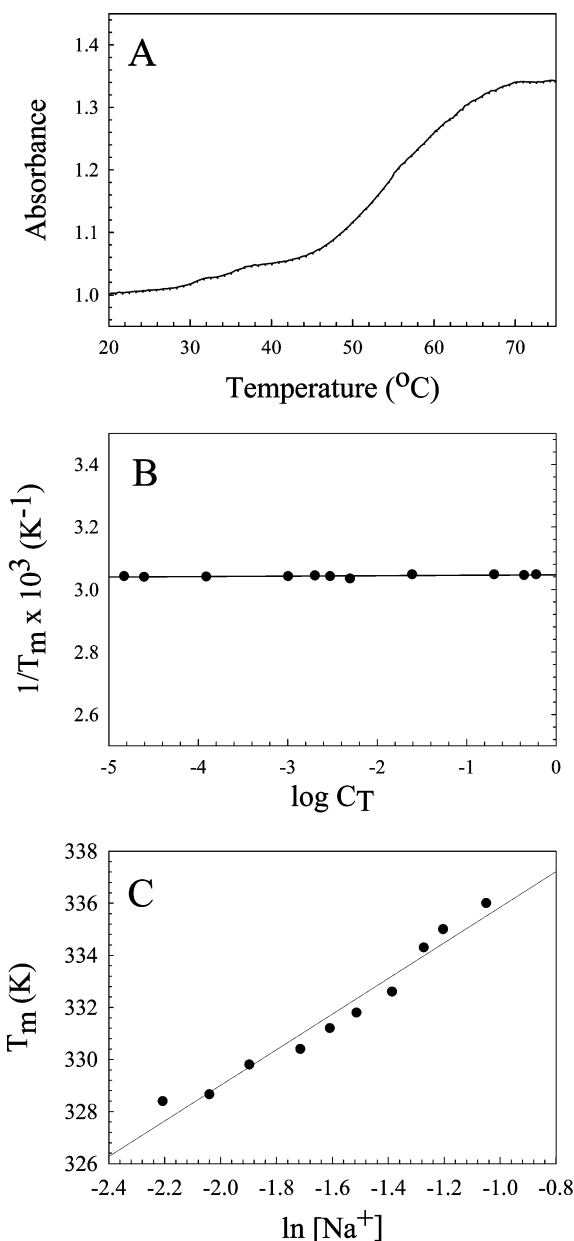 A
1.4
1.3
1.2
1.1
1.0
Absorbance
20 30 40 50 60 70
Temperature (°C)
B
3.4
3.2
3.0
2.8
2.6
1/Tm x 10³ (K-1)
-5 -4 -3 -2 -1 0
log CT
C
338
336
334
332
330
328
326
Tm (K)
-2.4 -2.2 -2.0 -1.8 -1.6 -1.4 -1.2 -1.0 -0.8
ln [Na+]